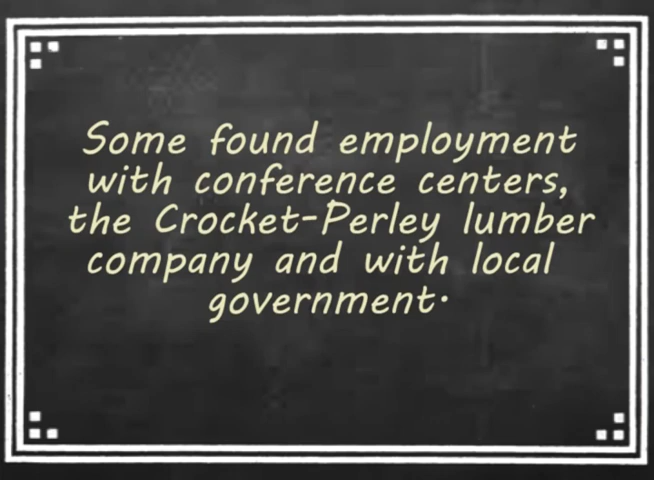 Some found employment
with conference centers,
the Crocket-Perley lumber
company and with local
government.